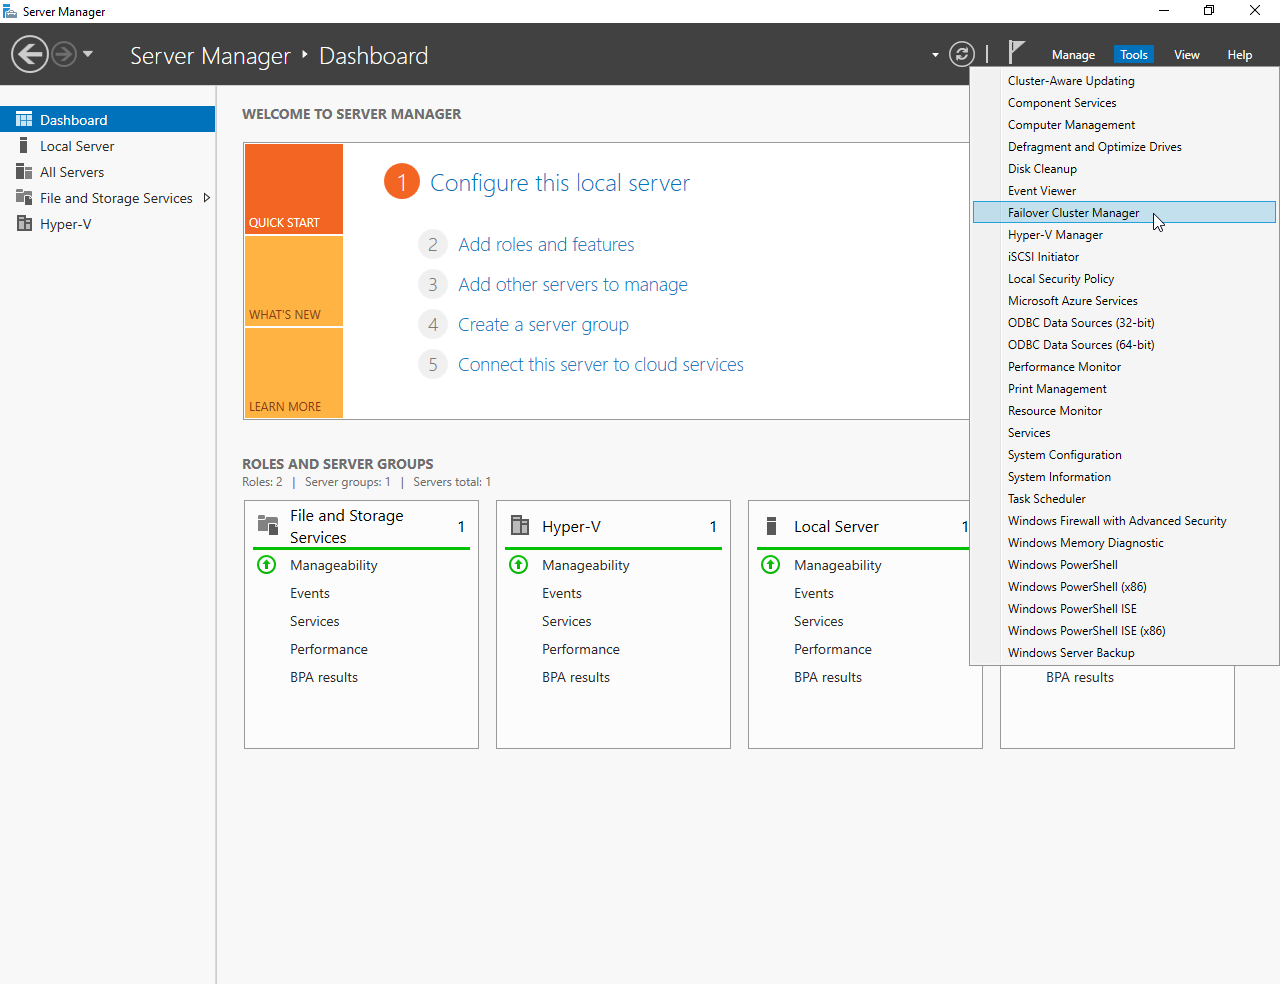 Server Manager
Server Manager ‣ Dashboard
Manage Tools View Help
Dashboard
Local Server
All Servers
File and Storage Services
Hyper-V
WELCOME TO SERVER MANAGER
QUICK START
WHAT'S NEW
LEARN MORE
1 Configure this local server
2 Add roles and features
3 Add other servers to manage
4 Create a server group
5 Connect this server to cloud services
ROLES AND SERVER GROUPS
Roles: 2 | Server groups: 1 | Servers total: 1
File and Storage Services 1
Manageability
Events
Services
Performance
BPA results
Hyper-V 1
Manageability
Events
Services
Performance
BPA results
Local Server 1
Manageability
Events
Services
Performance
BPA results
BPA results
Cluster-Aware Updating
Component Services
Computer Management
Defragment and Optimize Drives
Disk Cleanup
Event Viewer
Failover Cluster Manager
Hyper-V Manager
iSCSI Initiator
Local Security Policy
Microsoft Azure Services
ODBC Data Sources (32-bit)
ODBC Data Sources (64-bit)
Performance Monitor
Print Management
Resource Monitor
Services
System Configuration
System Information
Task Scheduler
Windows Firewall with Advanced Security
Windows Memory Diagnostic
Windows PowerShell
Windows PowerShell (x86)
Windows PowerShell ISE
Windows PowerShell ISE (x86)
Windows Server Backup